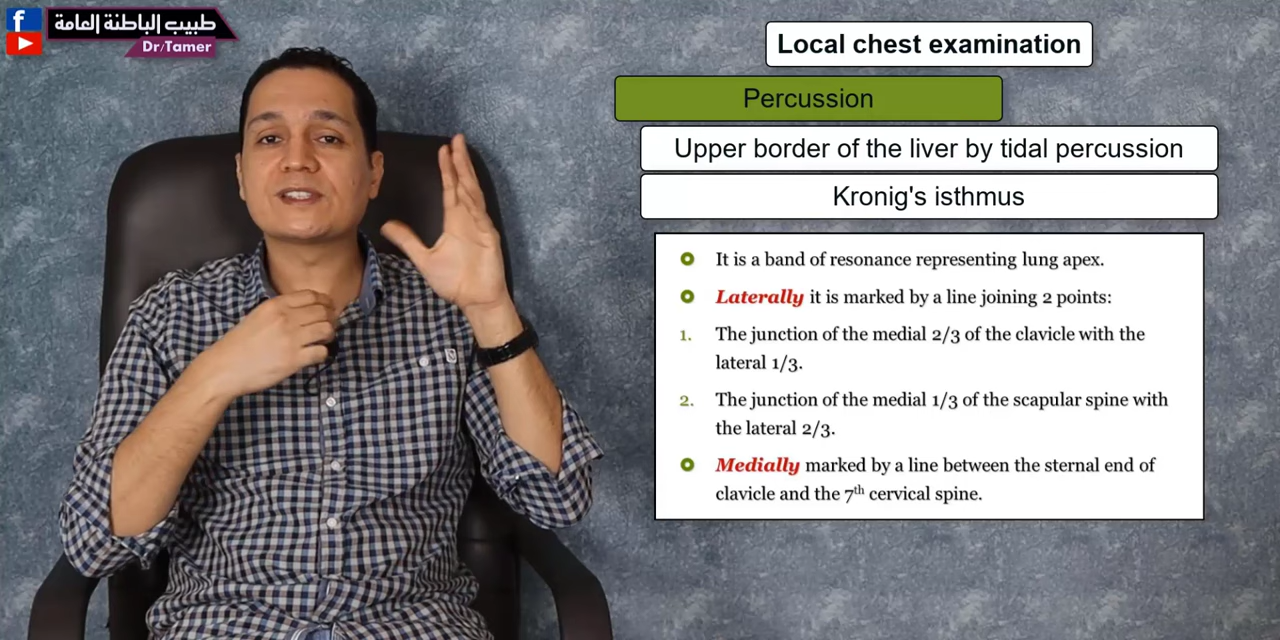 f
طبيب الباطنة العامة
Dr/Tamer
Local chest examination
Percussion
Upper border of the liver by tidal percussion
Kronig's isthmus
It is a band of resonance representing lung apex.
Laterally it is marked by a line joining 2 points:
1. The junction of the medial 2/3 of the clavicle with the
lateral 1/3.
2. The junction of the medial 1/3 of the scapular spine with
the lateral 2/3.
Medially marked by a line between the sternal end of
clavicle and the 7th cervical spine.